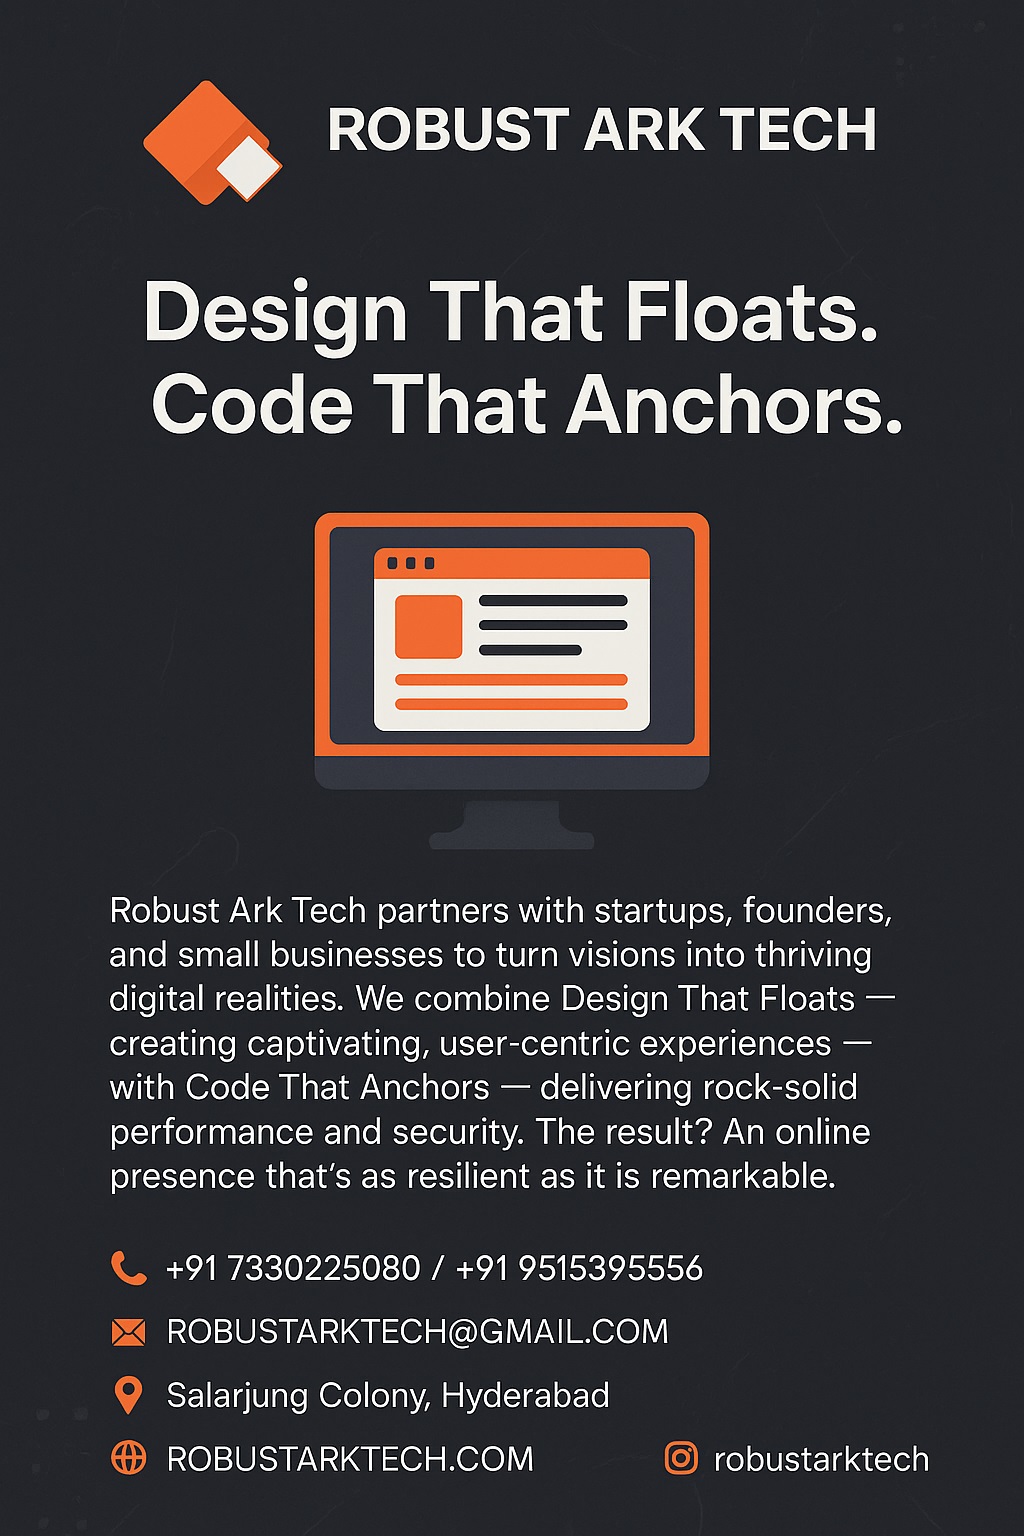 ROBUST ARK TECH
Design That Floats.
Code That Anchors.
Robust Ark Tech partners with startups, founders,
and small businesses to turn visions into thriving
digital realities. We combine Design That Floats —
creating captivating, user-centric experiences —
with Code That Anchors — delivering rock-solid
performance and security. The result? An online
presence that‘s as resilient as it is remarkable.
+91 7330225080 / +91 9515395556
ROBUSTARKTECH@GMAIL.COM
Salarjung Colony, Hyderabad
ROBUSTARKTECH.COM
robustarktech